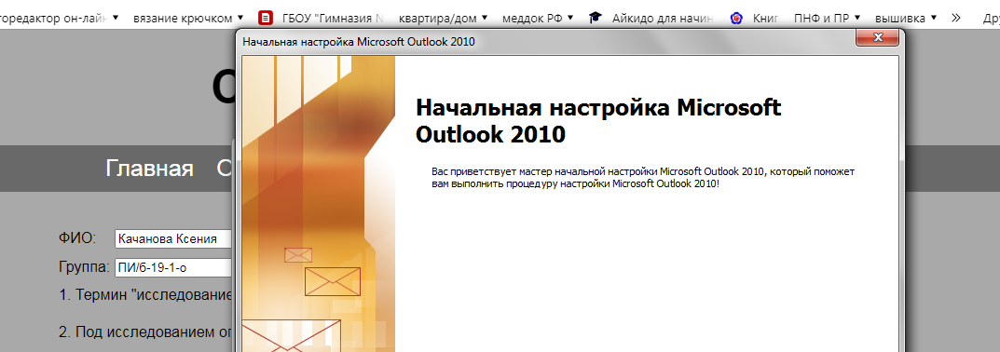 торедактор он-лайн вязание крючком ГБОУ "Гимназия N квартира/дом меддок РФ Айкидо для начин Книг ПНФ и ПР вышивка Дру
Начальная настройка Microsoft Outlook 2010
Начальная настройка Microsoft
Outlook 2010
Вас приветствует мастер начальной настройки Microsoft Outlook 2010, который поможет
вам выполнить процедуру настройки Microsoft Outlook 2010!
О
Главная О
ФИО: Качанова Ксения
Группа: ПИ/б-19-1-о
1. Термин "исследование
2. Под исследованием